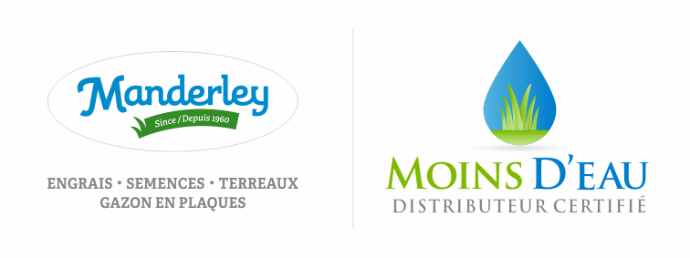 Manderley
Since / Depuis 1960
ENGRAIS • SEMENCES • TERREAUX
GAZON EN PLAQUES
MOINS D'EAU
DISTRIBUTEUR CERTIFIÉ